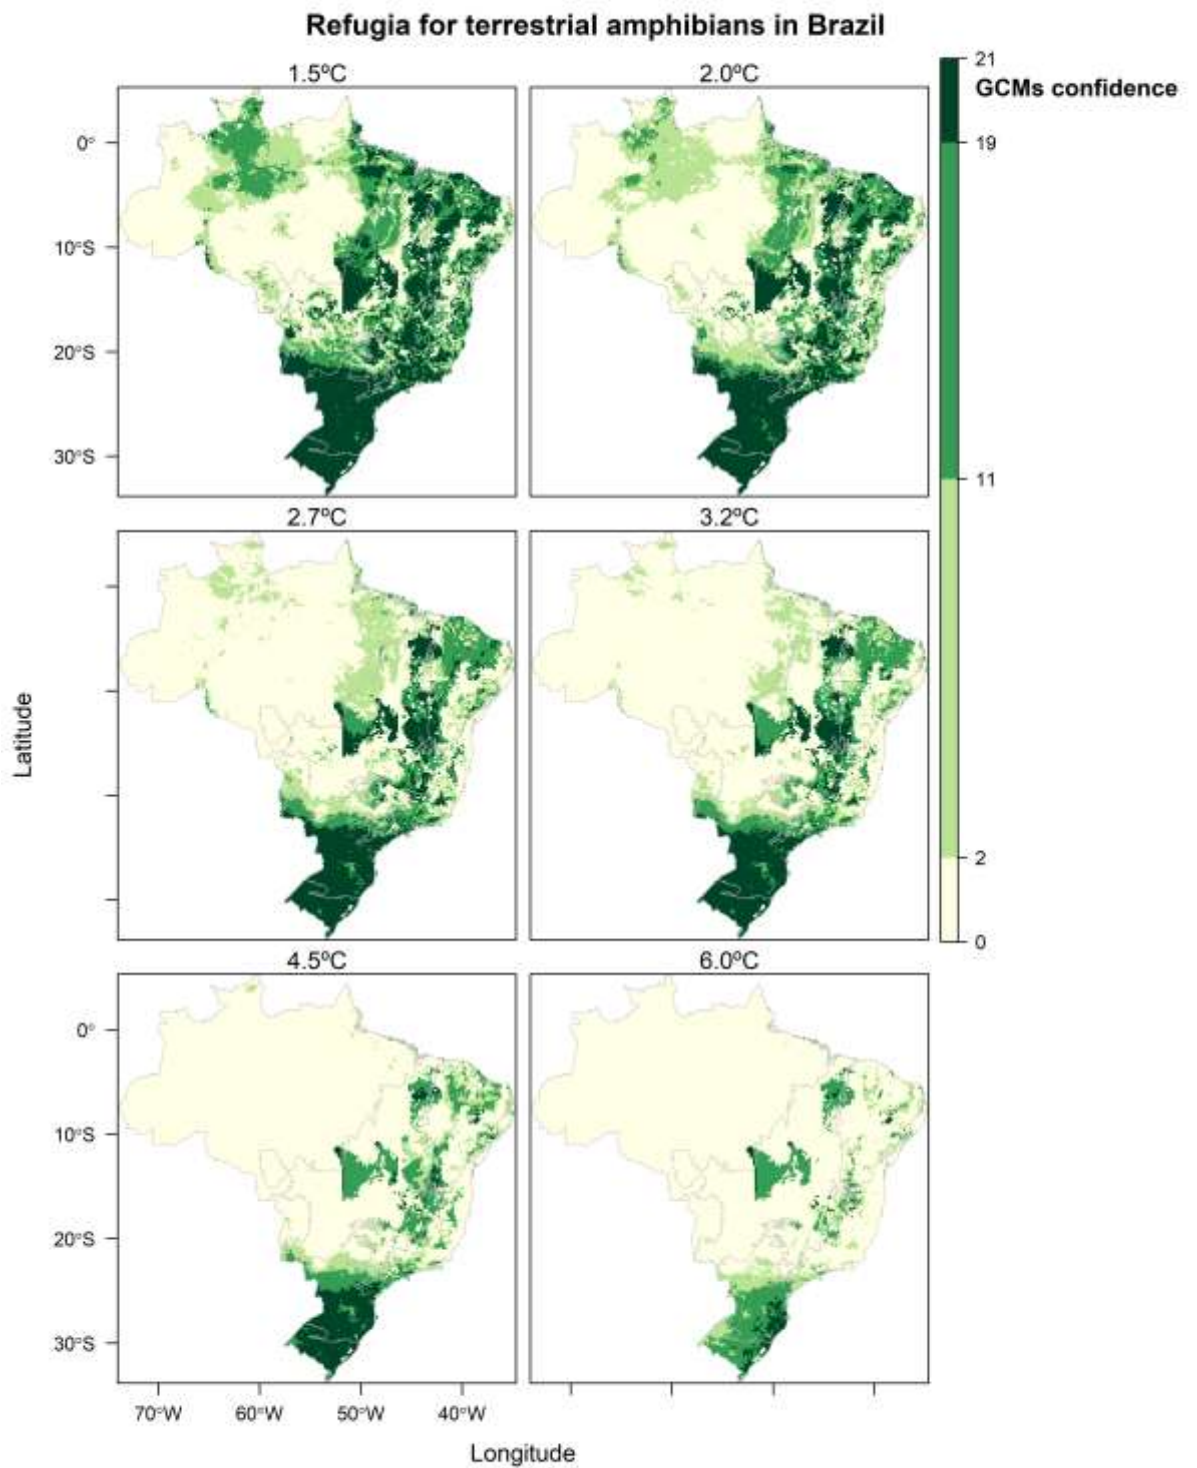 Refugia for terrestrial amphibians in Brazil
1.5ºC
2.0ºC
21
GCMs confidence
19
11
2
0
0°
10°S
20°S
30°S
2.7ºC
3.2ºC
Latitude
4.5ºC
6.0ºC
0°
10°S
20°S
30°S
70°W 60°W 50°W 40°W
Longitude